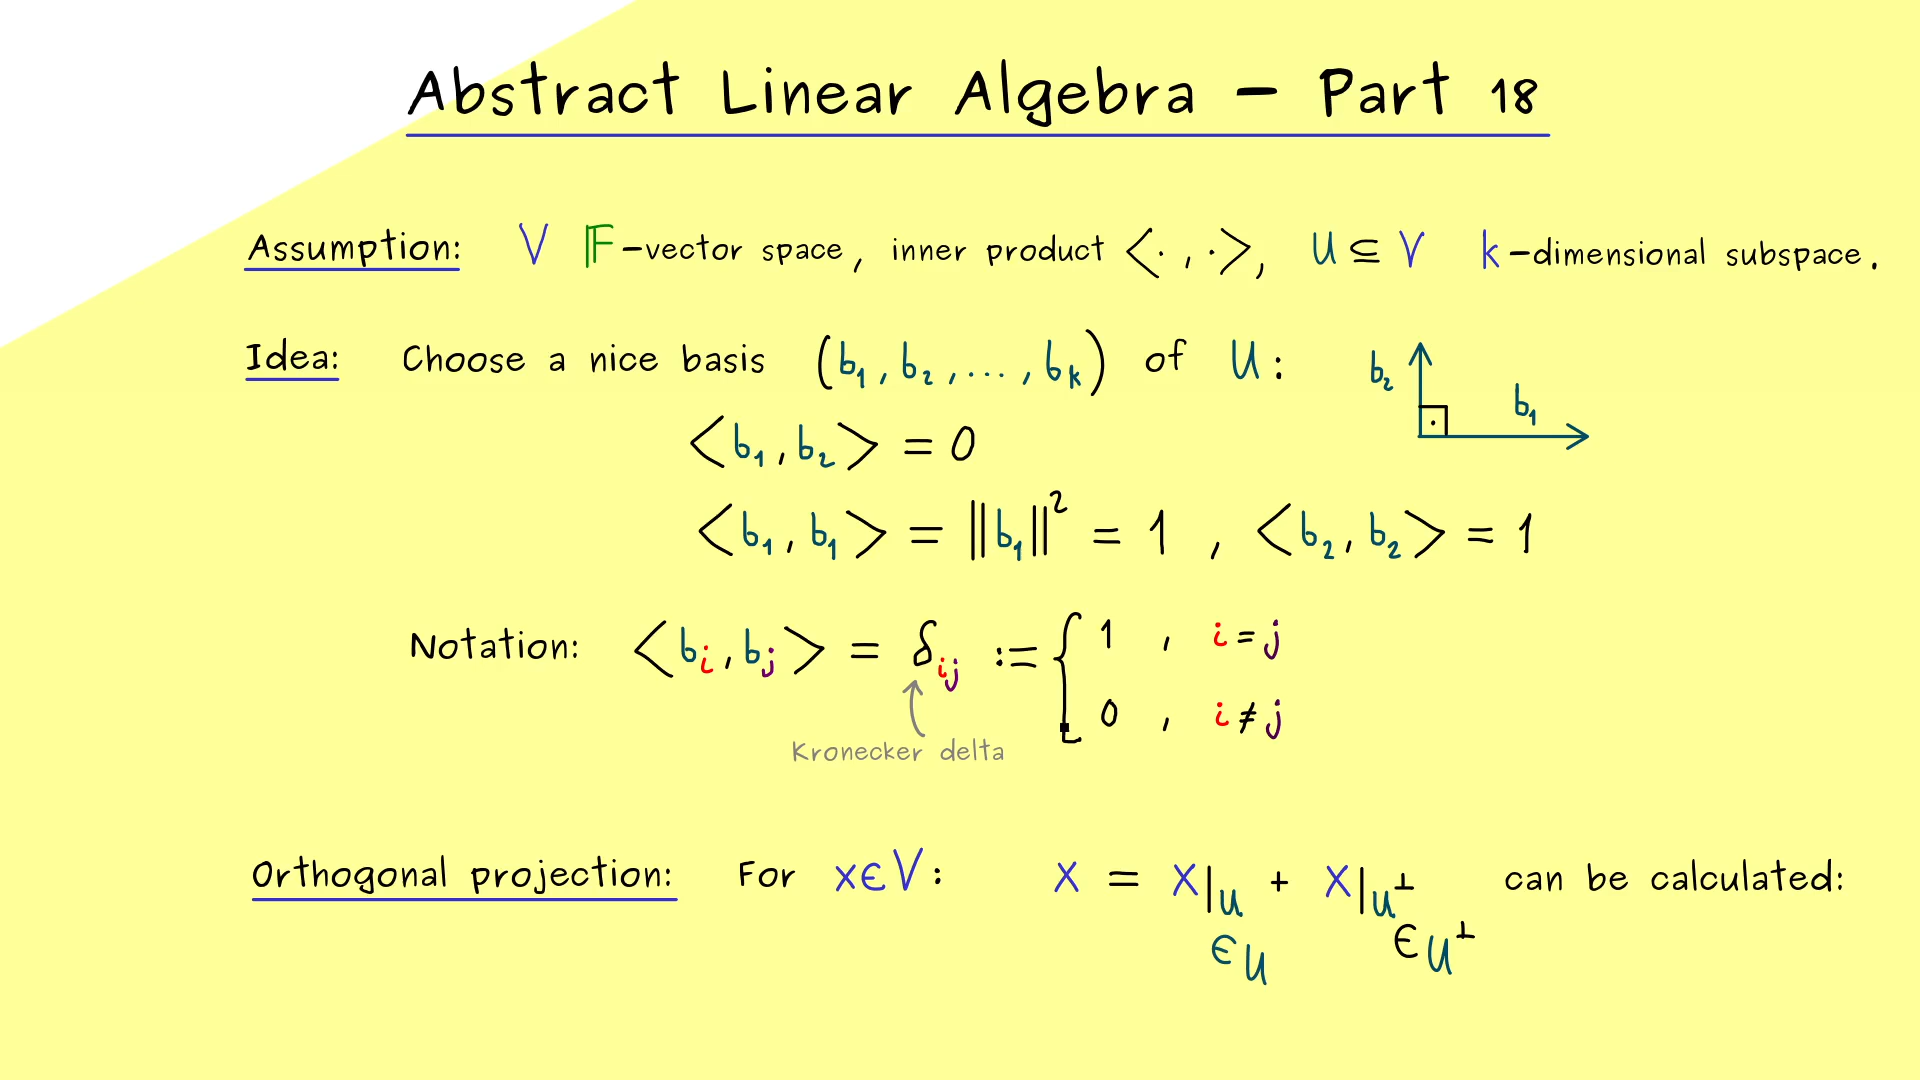 Abstract Linear Algebra – Part 18
Assumption: V 𝔽-vector space, inner product <·,·>, U ⊆ V k-dimensional subspace.
Idea: Choose a nice basis (b₁, b₂, ..., bₖ) of U:
b₂ b₁
<b₁, b₂> = 0
<b₁, b₁> = ‖b₁‖² = 1 , <b₂, b₂> = 1
Notation: <bᵢ, bⱼ> = δᵢⱼ := { 1 , i = j
0 , i ≠ j
Kronecker delta
Orthogonal projection: For x ∈ V: x = x|U + x|U⊥ can be calculated:
∈ U ∈ U⊥